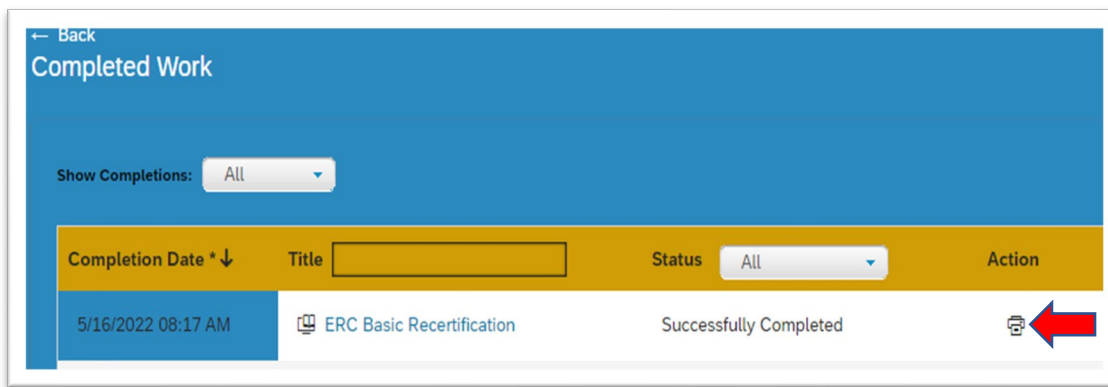 ← Back
Completed Work
Show Completions: All
Completion Date * ↓ Title Status All Action
5/16/2022 08:17 AM ERC Basic Recertification Successfully Completed